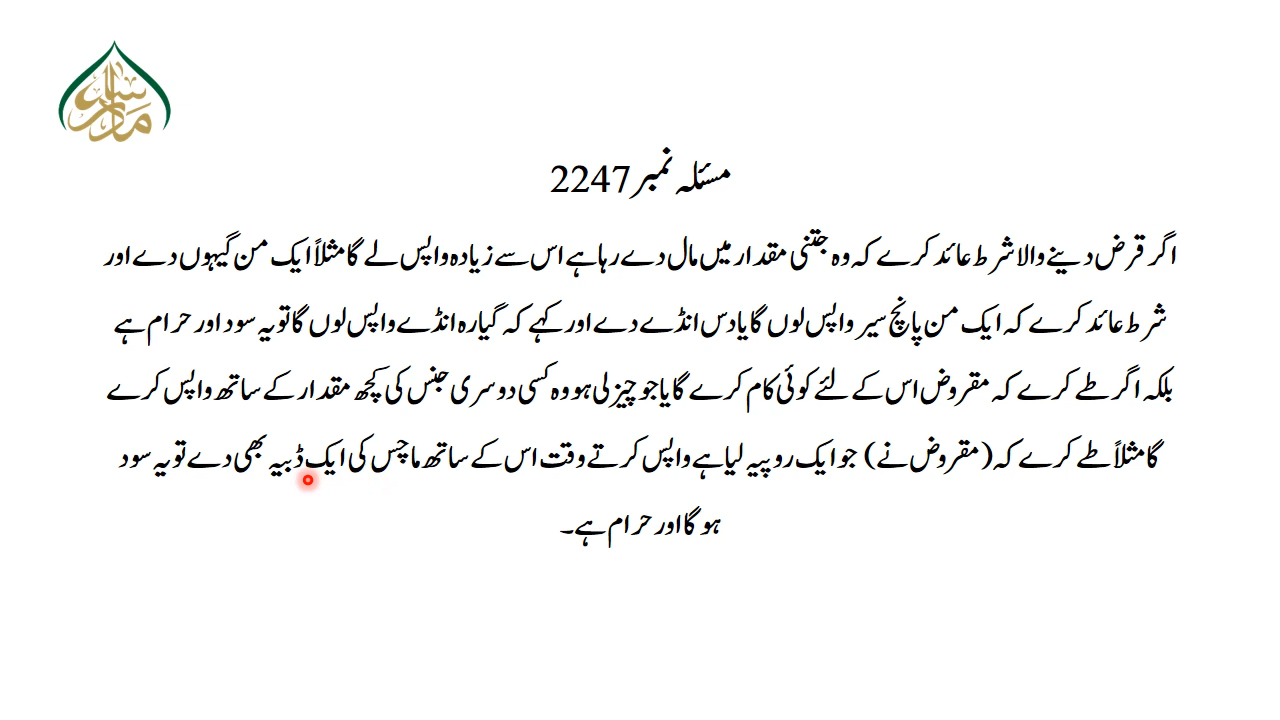 مسئلہ نمبر 2247
اگر قرض دینے والا شرط عائد کرے کہ وہ جتنی مقدار میں مال دے رہا ہے اس سے زیادہ واپس لے گا مثلاً ایک من گیہوں دے اور
شرط عائد کرے کہ ایک من پانچ سیر واپس لوں گا یا دس انڈے دے اور کہے کہ گیارہ انڈے واپس لوں گا تو یہ سود اور حرام ہے
بلکہ اگر طے کرے کہ مقروض اس کے لئے کوئی کام کرے گا یا جو چیز لی ہو وہ کسی دوسری جنس کی کچھ مقدار کے ساتھ واپس کرے
گا مثلاً طے کرے کہ (مقروض نے) جو ایک روپیہ لیا ہے واپس کرتے وقت اس کے ساتھ ماچس کی ایک ڈبیہ بھی دے تو یہ سود
ہو گا اور حرام ہے۔